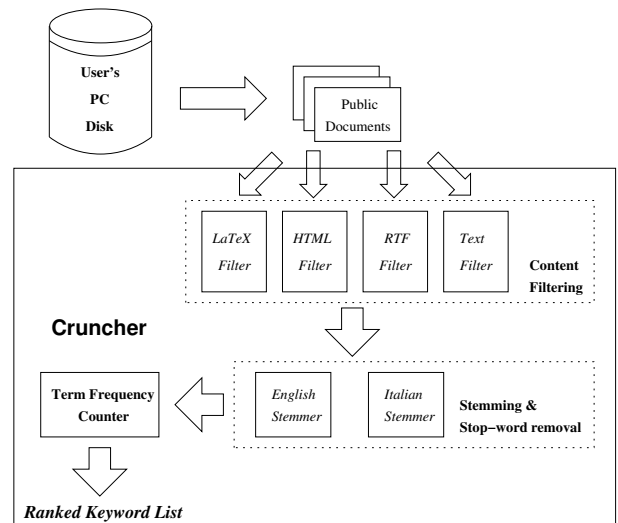 User's
PC
Disk
Public
Documents
LaTeX
Filter
HTML
Filter
RTF
Filter
Text
Filter
Content
Filtering
Cruncher
Term Frequency
Counter
English
Stemmer
Italian
Stemmer
Stemming &
Stop-word removal
Ranked Keyword List